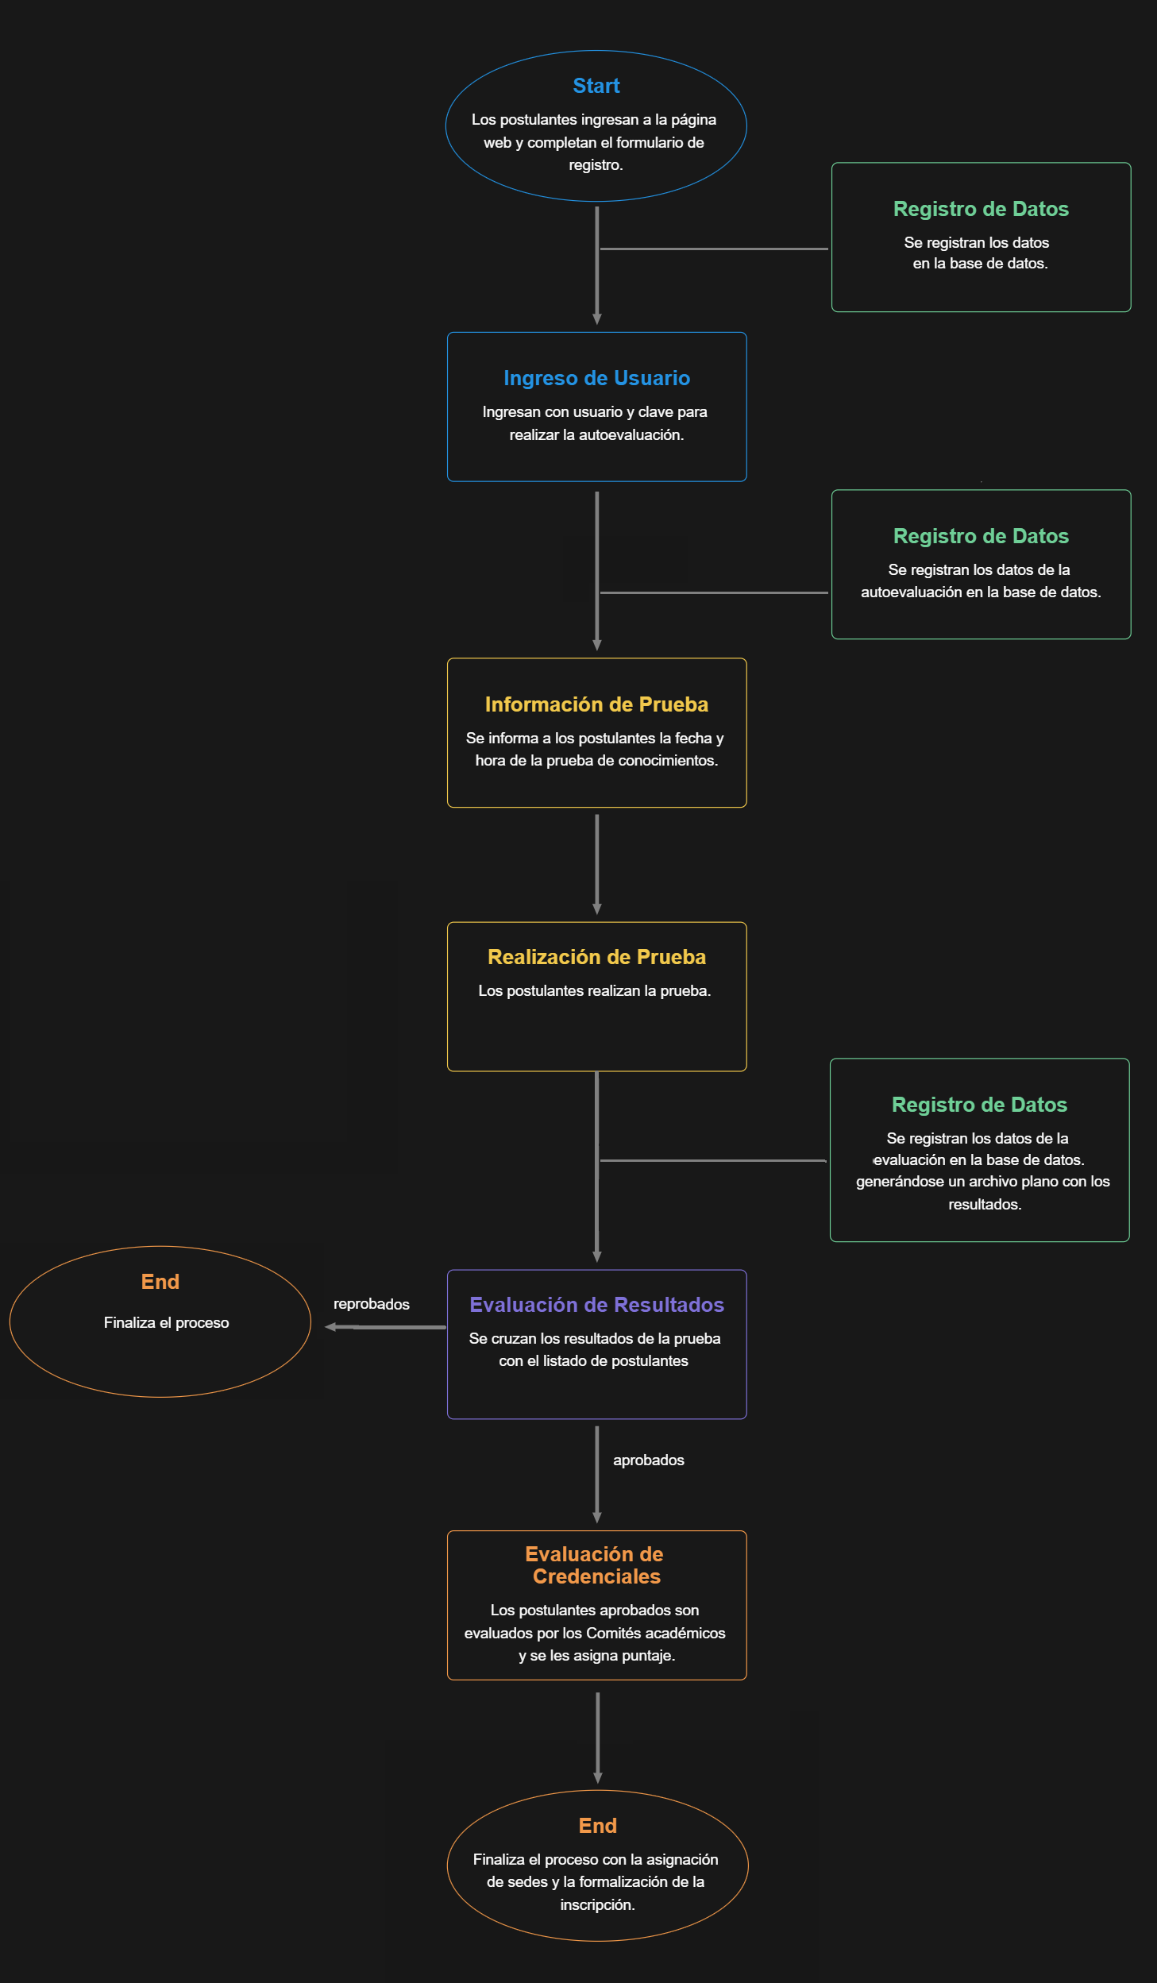 Start
Los postulantes ingresan a la página
web y completan el formulario de
registro.
Registro de Datos
Se registran los datos
en la base de datos.
Ingreso de Usuario
Ingresan con usuario y clave para
realizar la autoevaluación.
Registro de Datos
Se registran los datos de la
autoevaluación en la base de datos.
Información de Prueba
Se informa a los postulantes la fecha y
hora de la prueba de conocimientos.
Realización de Prueba
Los postulantes realizan la prueba.
Registro de Datos
Se registran los datos de la
evaluación en la base de datos.
generándose un archivo plano con los
resultados.
End
Finaliza el proceso
reprobados
Evaluación de Resultados
Se cruzan los resultados de la prueba
con el listado de postulantes
aprobados
Evaluación de
Credenciales
Los postulantes aprobados son
evaluados por los Comités académicos
y se les asigna puntaje.
End
Finaliza el proceso con la asignación
de sedes y la formalización de la
inscripción.